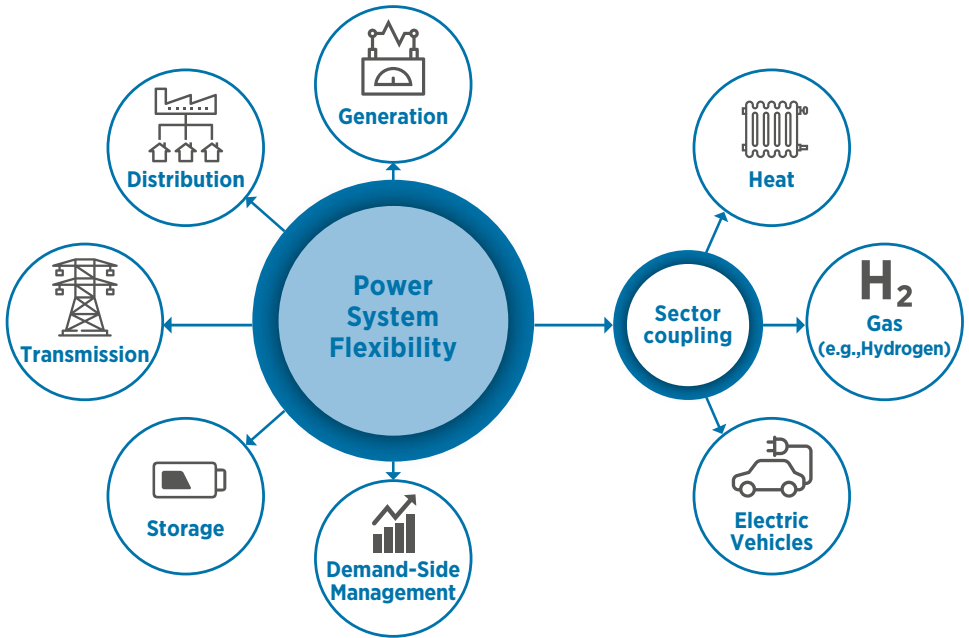 Generation
Distribution
Transmission
Storage
Demand-Side
Management
Power
System
Flexibility
Sector
coupling
Heat
H2
Gas
(e.g.,Hydrogen)
Electric
Vehicles